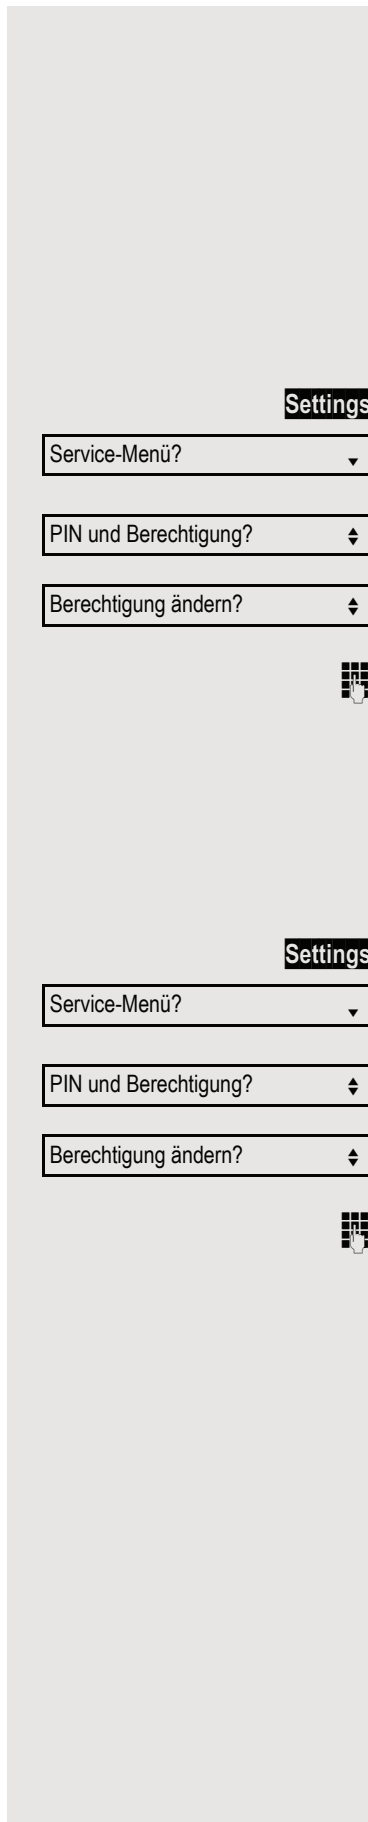 Settings
Service-Menü?
PIN und Berechtigung?
Berechtigung ändern?
Settings
Service-Menü?
PIN und Berechtigung?
Berechtigung ändern?